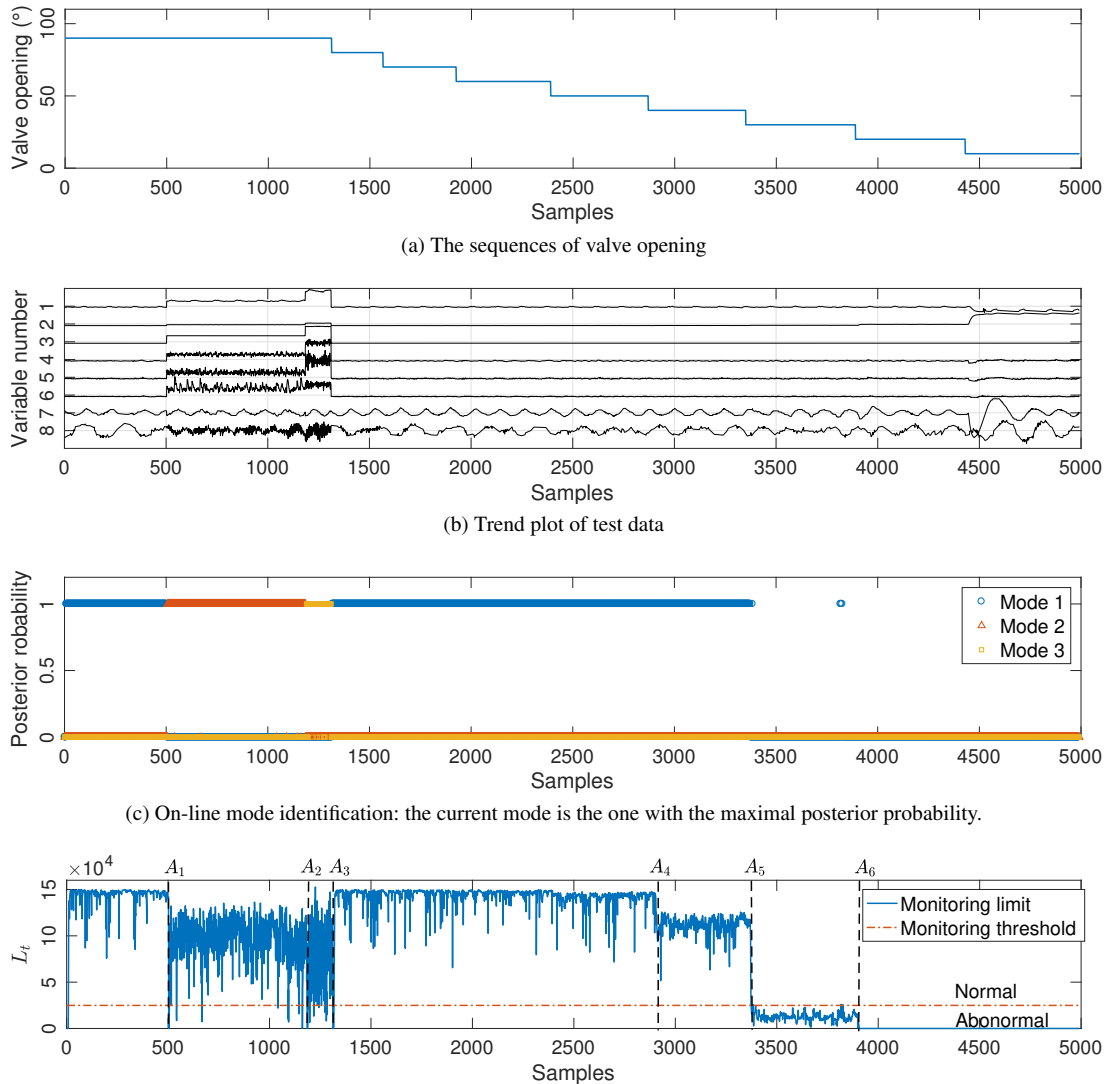 100
50
0
Valve opening (°)
0 500 1000 1500 2000 2500 3000 3500 4000 4500 5000
Samples
(a) The sequences of valve opening
1
2
3
4
5
6
7
8
Variable number
0 500 1000 1500 2000 2500 3000 3500 4000 4500 5000
Samples
(b) Trend plot of test data
1
0.5
0
Posterior robability
Mode 1
Mode 2
Mode 3
0 500 1000 1500 2000 2500 3000 3500 4000 4500 5000
Samples
(c) On-line mode identification: the current mode is the one with the maximal posterior probability.
×10⁴
A₁ A₂ A₃ A₄ A₅ A₆
15
10
5
0
Lₜ
Monitoring limit
Monitoring threshold
Normal
Abonormal
0 500 1000 1500 2000 2500 3000 3500 4000 4500 5000
Samples